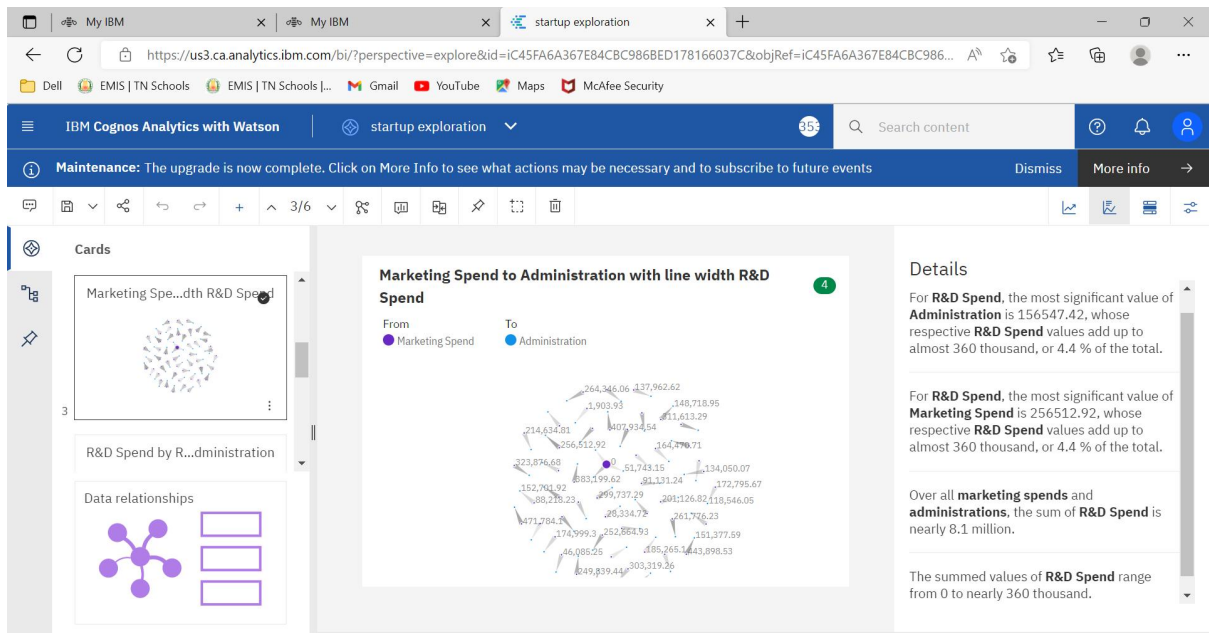 My IBM
My IBM
startup exploration
https://us3.ca.analytics.ibm.com/bi/?perspective=explore&id=iC45FA6A367E84CBC986BED178166037C&objRef=iC45FA6A367E84CBC986...
Dell
EMIS | TN Schools
EMIS | TN Schools |...
Gmail
YouTube
Maps
McAfee Security
IBM Cognos Analytics with Watson
startup exploration
353
Search content
Maintenance: The upgrade is now complete. Click on More Info to see what actions may be necessary and to subscribe to future events
Dismiss
More info
3/6
Cards
Marketing Spe...dth R&D Spend
3
R&D Spend by R...dministration
Data relationships
Marketing Spend to Administration with line width R&D
Spend
4
From
To
Marketing Spend
Administration
264,346.06
137,962.62
1,903.93
148,718.95
311,613.29
214,634.81
407,934.54
256,512.92
164,470.71
323,876.68
0
51,743.15
134,050.07
383,199.62
91,131.24
172,795.67
152,701.92
88,218.23
299,737.29
201,126.82
118,546.05
471,784.1
28,334.72
261,776.23
174,999.3
252,664.93
151,377.59
46,085.25
185,265.1
443,898.53
249,839.44
303,319.26
Details
For R&D Spend, the most significant value of
Administration is 156547.42, whose
respective R&D Spend values add up to
almost 360 thousand, or 4.4 % of the total.
For R&D Spend, the most significant value of
Marketing Spend is 256512.92, whose
respective R&D Spend values add up to
almost 360 thousand, or 4.4 % of the total.
Over all marketing spends and
administrations, the sum of R&D Spend is
nearly 8.1 million.
The summed values of R&D Spend range
from 0 to nearly 360 thousand.